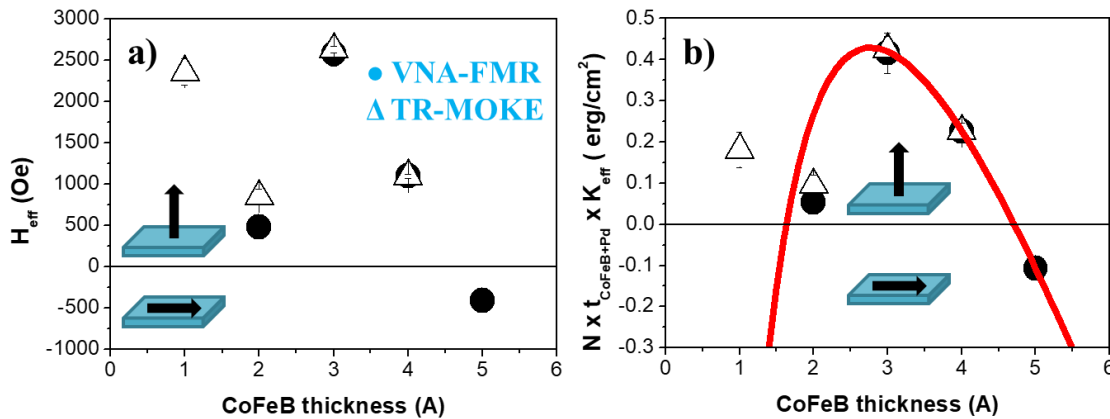 a)
● VNA-FMR
Δ TR-MOKE
H_eff (Oe)
3000
2500
2000
1500
1000
500
0
-500
-1000
0 1 2 3 4 5 6
CoFeB thickness (A)
b)
N x t_CoFeB+Pd x K_eff ( erg/cm²)
0.5
0.4
0.3
0.2
0.1
0.0
-0.1
-0.2
-0.3
0 1 2 3 4 5 6
CoFeB thickness (A)